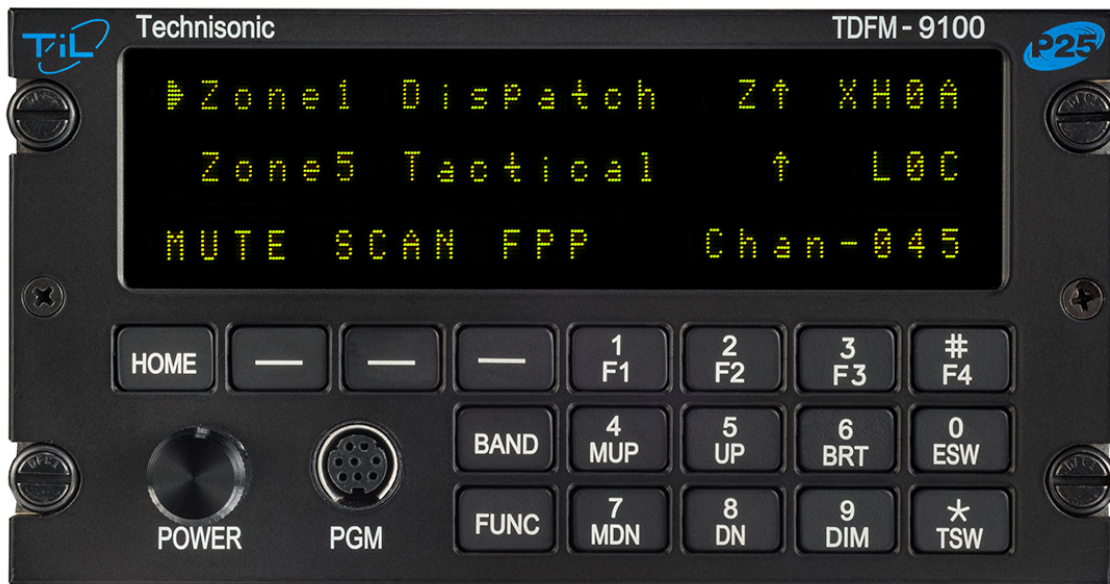 TiL Technisonic TDFM - 9100 P25
Zone1 Dispatch Z↑ XH0A
Zone5 Tactical ↑ L0C
MUTE SCAN FPP Chan-045
HOME — — — 1 2 3 #
F1 F2 F3 F4
BAND 4 5 6 0
MUP UP BRT ESW
FUNC 7 8 9 *
MDN DN DIM TSW
POWER PGM